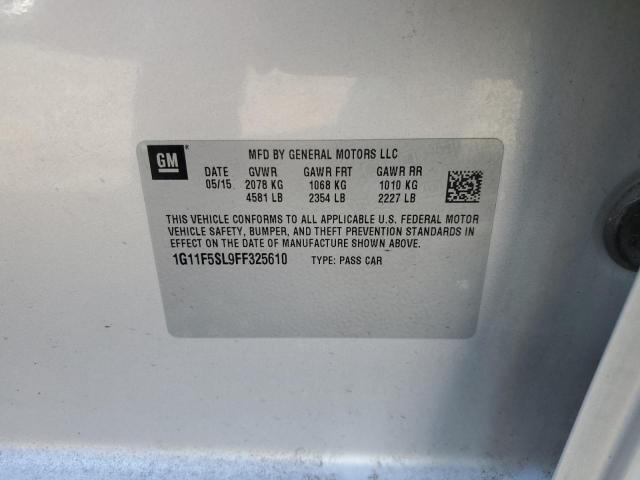 GM
MFD BY GENERAL MOTORS LLC
DATE GVWR GAWR FRT GAWR RR
05/15 2078 KG 1068 KG 1010 KG
4581 LB 2354 LB 2227 LB
THIS VEHICLE CONFORMS TO ALL APPLICABLE U.S. FEDERAL MOTOR
VEHICLE SAFETY, BUMPER, AND THEFT PREVENTION STANDARDS IN
EFFECT ON THE DATE OF MANUFACTURE SHOWN ABOVE.
1G11F5SL9FF325610 TYPE: PASS CAR